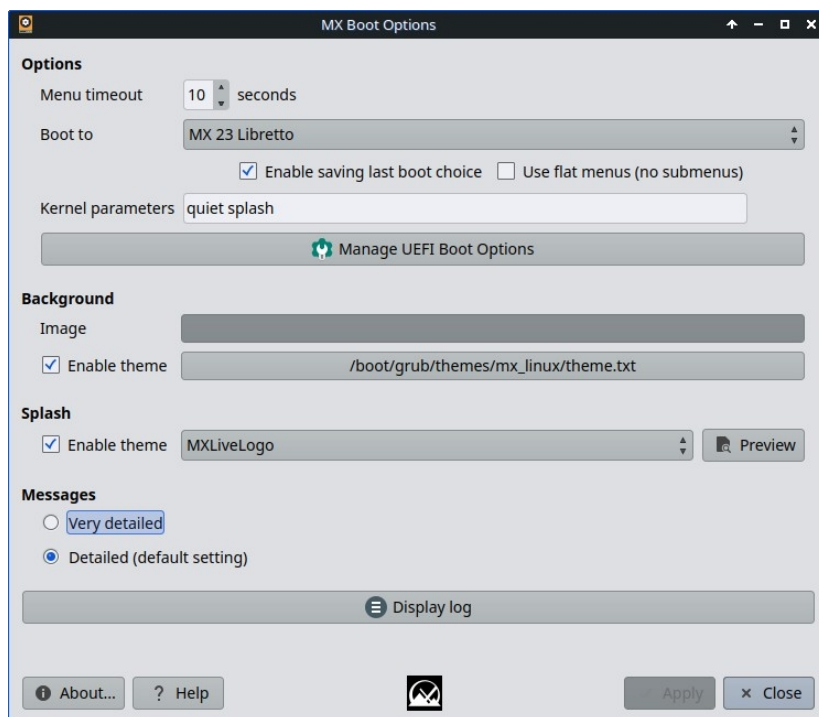 MX Boot Options
Options
Menu timeout 10 seconds
Boot to MX 23 Libretto
Enable saving last boot choice Use flat menus (no submenus)
Kernel parameters quiet splash
Manage UEFI Boot Options
Background
Image
Enable theme /boot/grub/themes/mx_linux/theme.txt
Splash
Enable theme MXLiveLogo Preview
Messages
Very detailed
Detailed (default setting)
Display log
About... ? Help Apply Close